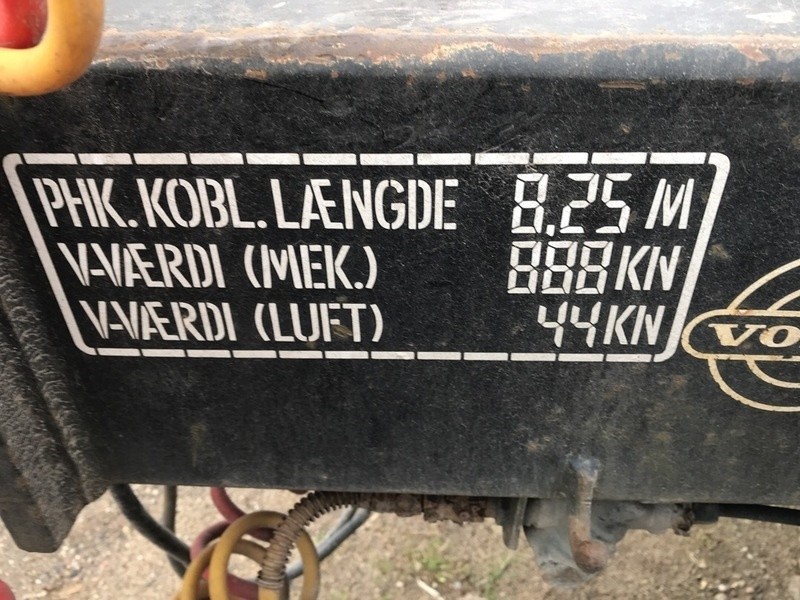 PHK. KOBL. LÆNGDE 8,25 M
V-VÆRDI (MEK.) 888 KN
V-VÆRDI (LUFT) 44 KN